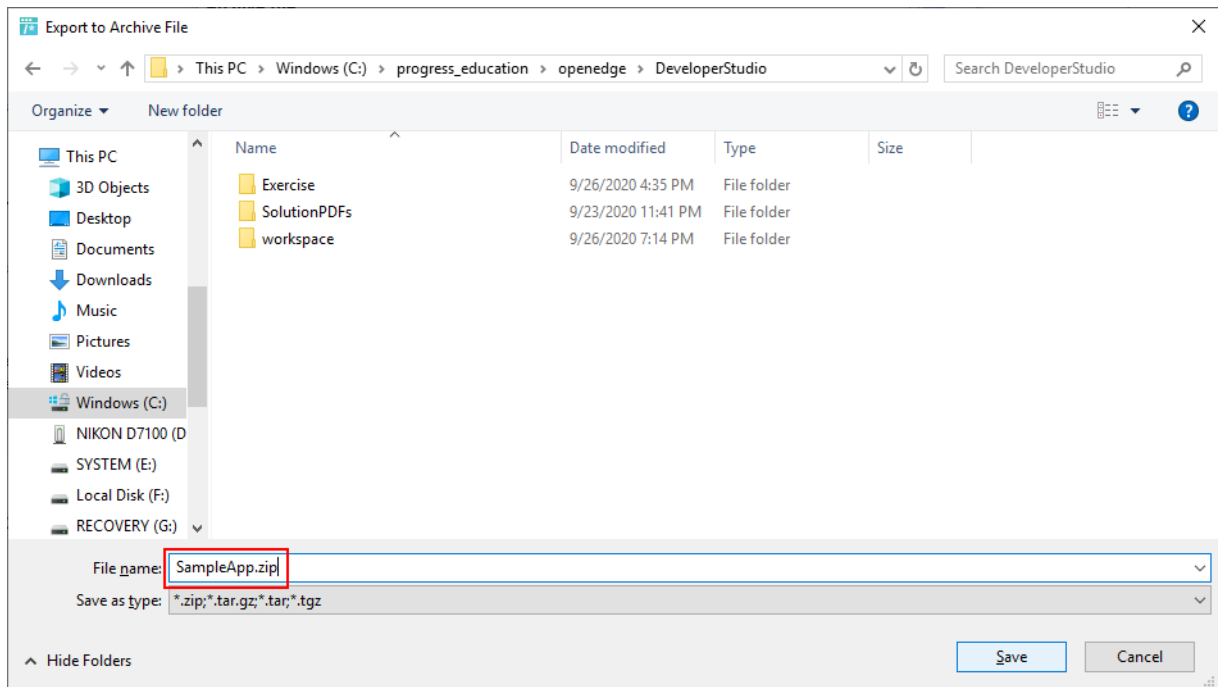 Export to Archive File
This PC > Windows (C:) > progress_education > openedge > DeveloperStudio
Search DeveloperStudio
Organize
New folder
Name
Date modified
Type
Size
This PC
3D Objects
Desktop
Documents
Downloads
Music
Pictures
Videos
Windows (C:)
NIKON D7100 (D
SYSTEM (E:)
Local Disk (F:)
RECOVERY (G:)
Exercise 9/26/2020 4:35 PM File folder
SolutionPDFs 9/23/2020 11:41 PM File folder
workspace 9/26/2020 7:14 PM File folder
File name: SampleApp.zip
Save as type: *.zip;*.tar.gz;*.tar;*.tgz
Hide Folders
Save
Cancel